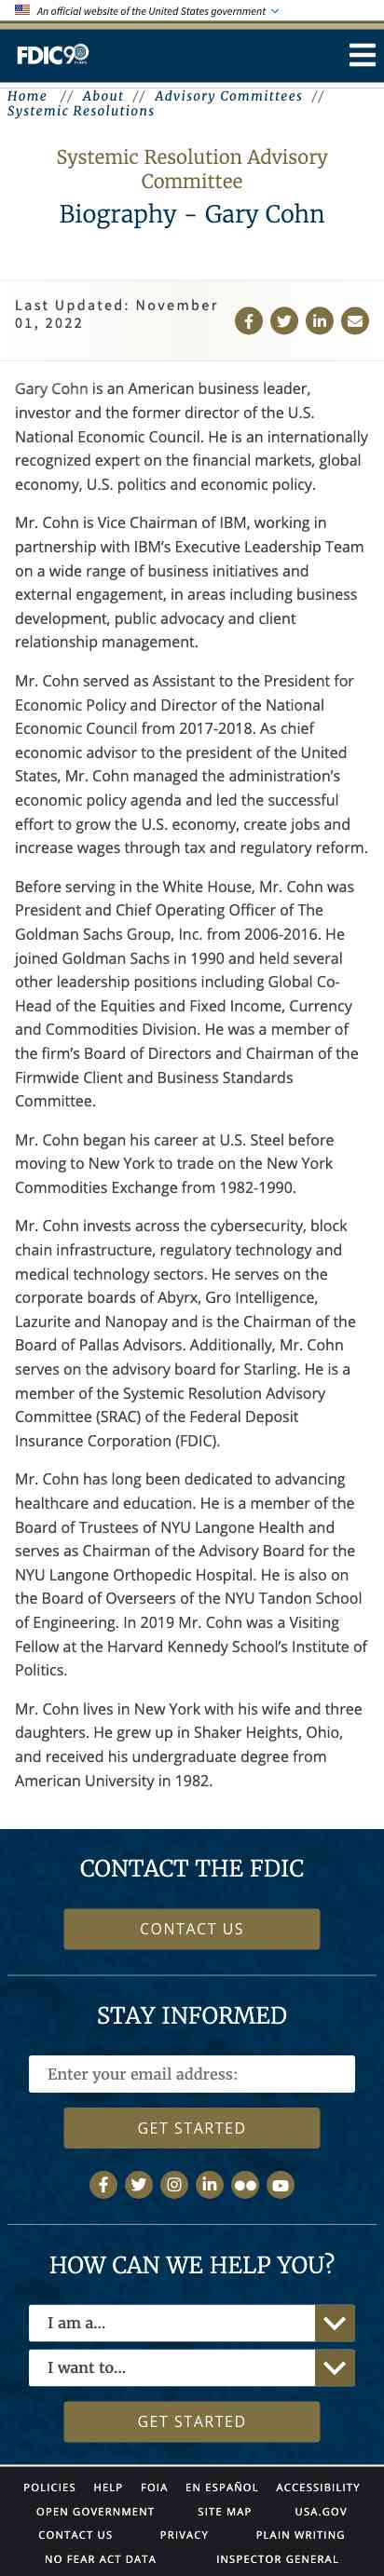 An official website of the United States government
FDIC90
YEARS
Home // About // Advisory Committees //
Systemic Resolutions
Systemic Resolution Advisory
Committee
Biography - Gary Cohn
Last Updated: November
01, 2022
Gary Cohn is an American business leader,
investor and the former director of the U.S.
National Economic Council. He is an internationally
recognized expert on the financial markets, global
economy, U.S. politics and economic policy.
Mr. Cohn is Vice Chairman of IBM, working in
partnership with IBM's Executive Leadership Team
on a wide range of business initiatives and
external engagement, in areas including business
development, public advocacy and client
relationship management.
Mr. Cohn served as Assistant to the President for
Economic Policy and Director of the National
Economic Council from 2017-2018. As chief
economic advisor to the president of the United
States, Mr. Cohn managed the administration's
economic policy agenda and led the successful
effort to grow the U.S. economy, create jobs and
increase wages through tax and regulatory reform.
Before serving in the White House, Mr. Cohn was
President and Chief Operating Officer of The
Goldman Sachs Group, Inc. from 2006-2016. He
joined Goldman Sachs in 1990 and held several
other leadership positions including Global Co-
Head of the Equities and Fixed Income, Currency
and Commodities Division. He was a member of
the firm's Board of Directors and Chairman of the
Firmwide Client and Business Standards
Committee.
Mr. Cohn began his career at U.S. Steel before
moving to New York to trade on the New York
Commodities Exchange from 1982-1990.
Mr. Cohn invests across the cybersecurity, block
chain infrastructure, regulatory technology and
medical technology sectors. He serves on the
corporate boards of Abyrx, Gro Intelligence,
Lazurite and Nanopay and is the Chairman of the
Board of Pallas Advisors. Additionally, Mr. Cohn
serves on the advisory board for Starling. He is a
member of the Systemic Resolution Advisory
Committee (SRAC) of the Federal Deposit
Insurance Corporation (FDIC).
Mr. Cohn has long been dedicated to advancing
healthcare and education. He is a member of the
Board of Trustees of NYU Langone Health and
serves as Chairman of the Advisory Board for the
NYU Langone Orthopedic Hospital. He is also on
the Board of Overseers of the NYU Tandon School
of Engineering. In 2019 Mr. Cohn was a Visiting
Fellow at the Harvard Kennedy School's Institute of
Politics.
Mr. Cohn lives in New York with his wife and three
daughters. He grew up in Shaker Heights, Ohio,
and received his undergraduate degree from
American University in 1982.
CONTACT THE FDIC
CONTACT US
STAY INFORMED
Enter your email address:
GET STARTED
HOW CAN WE HELP YOU?
I am a...
I want to...
GET STARTED
POLICIES HELP FOIA EN ESPAÑOL ACCESSIBILITY
OPEN GOVERNMENT SITE MAP USA.GOV
CONTACT US PRIVACY PLAIN WRITING
NO FEAR ACT DATA INSPECTOR GENERAL